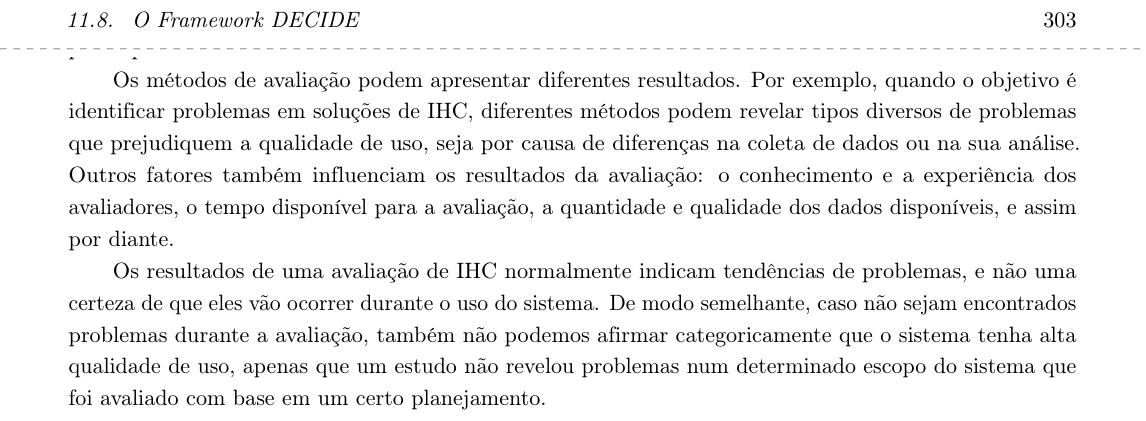 11.8. O Framework DECIDE 303
Os métodos de avaliação podem apresentar diferentes resultados. Por exemplo, quando o objetivo é
identificar problemas em soluções de IHC, diferentes métodos podem revelar tipos diversos de problemas
que prejudiquem a qualidade de uso, seja por causa de diferenças na coleta de dados ou na sua análise.
Outros fatores também influenciam os resultados da avaliação: o conhecimento e a experiência dos
avaliadores, o tempo disponível para a avaliação, a quantidade e qualidade dos dados disponíveis, e assim
por diante.
Os resultados de uma avaliação de IHC normalmente indicam tendências de problemas, e não uma
certeza de que eles vão ocorrer durante o uso do sistema. De modo semelhante, caso não sejam encontrados
problemas durante a avaliação, também não podemos afirmar categoricamente que o sistema tenha alta
qualidade de uso, apenas que um estudo não revelou problemas num determinado escopo do sistema que
foi avaliado com base em um certo planejamento.